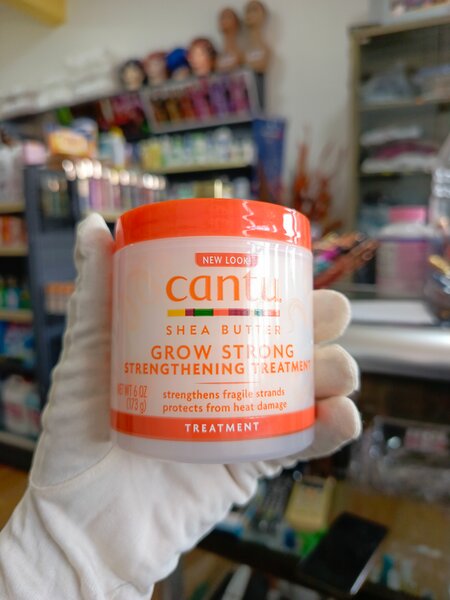 NEW LOOK!
cantu
SHEA BUTTER
GROW STRONG
STRENGTHENING TREATMENT
NET WT 6 OZ
(173g)
strengthens fragile strands
protects from heat damage
TREATMENT